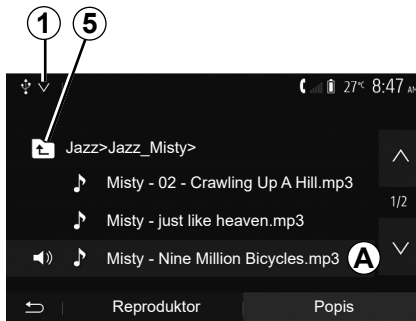 1 5
27°C 8:47 AM
Jazz>Jazz_Misty>
Misty - 02 - Crawling Up A Hill.mp3
Misty - just like heaven.mp3
1/2
Misty - Nine Million Bicycles.mp3 A
Reproduktor Popis